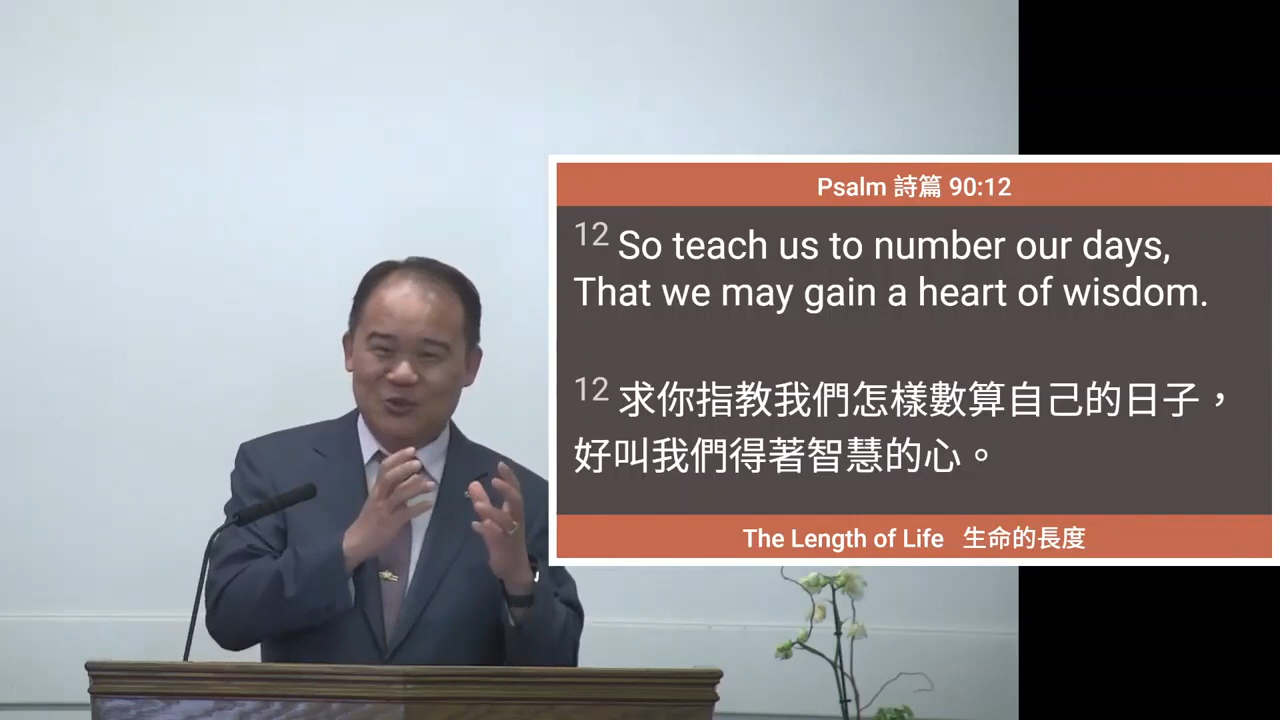 Psalm 詩篇 90:12
12 So teach us to number our days,
That we may gain a heart of wisdom.
12 求你指教我們怎樣數算自己的日子，
好叫我們得著智慧的心。
The Length of Life 生命的長度